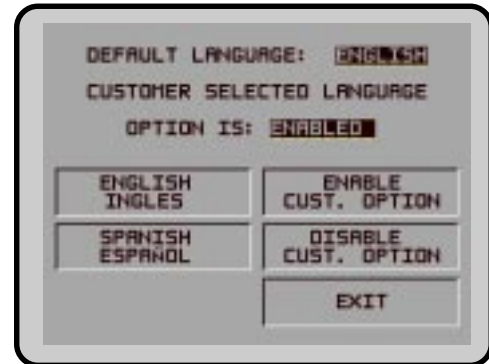 DEFAULT LANGUAGE: ENGLISH
CUSTOMER SELECTED LANGUAGE
OPTION IS: ENABLED
ENGLISH
INGLES
ENABLE
CUST. OPTION
SPANISH
ESPAÑOL
DISABLE
CUST. OPTION
EXIT